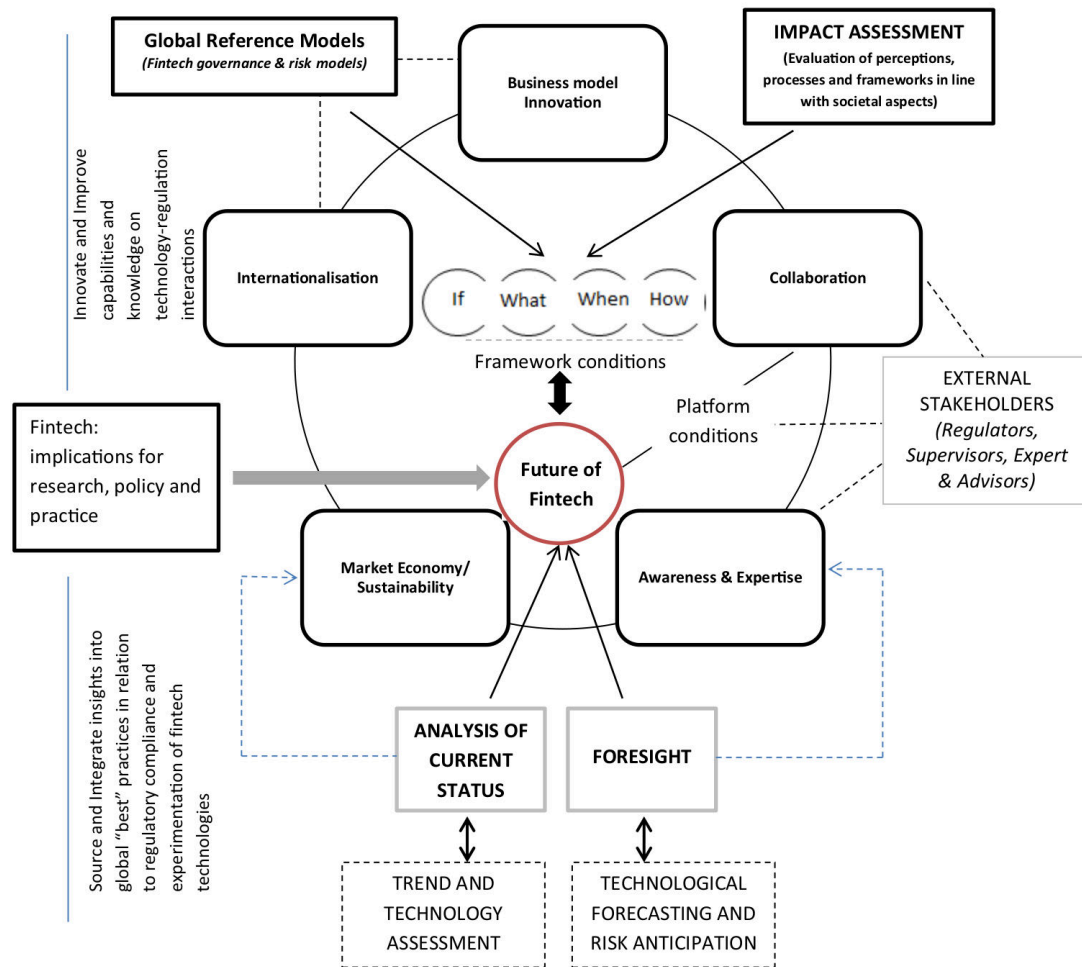 Global Reference Models
(Fintech governance & risk models)
Business model
Innovation
IMPACT ASSESSMENT
(Evaluation of perceptions,
processes and frameworks in line
with societal aspects)
Innovate and Improve
capabilities and
knowledge on
technology-regulation
interactions
Internationalisation
If
What
When
How
Collaboration
Framework conditions
Platform
conditions
EXTERNAL
STAKEHOLDERS
(Regulators,
Supervisors, Expert
& Advisors)
Fintech:
implications for
research, policy and
practice
Future of
Fintech
Market Economy/
Sustainability
Awareness & Expertise
Source and Integrate insights into
global “best” practices in relation
to regulatory compliance and
experimentation of fintech
technologies
ANALYSIS OF
CURRENT
STATUS
FORESIGHT
TREND AND
TECHNOLOGY
ASSESSMENT
TECHNOLOGICAL
FORECASTING AND
RISK ANTICIPATION